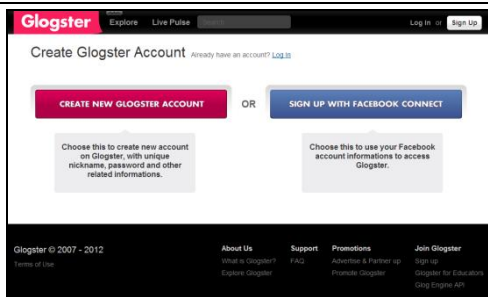 Glogster Explore Live Pulse Search Log In or Sign Up
Create Glogster Account Already have an account? Log in
CREATE NEW GLOGSTER ACCOUNT OR SIGN UP WITH FACEBOOK CONNECT
Choose this to create new account
on Glogster, with unique
nickname, password and other
related informations.
Choose this to use your Facebook
account informations to access
Glogster.
Glogster © 2007 - 2012
Terms of Use
About Us
What is Glogster?
Explore Glogster
Support
FAQ
Promotions
Advertise & Partner up
Promote Glogster
Join Glogster
Sign up
Glogster for Educators
Glog Engine API